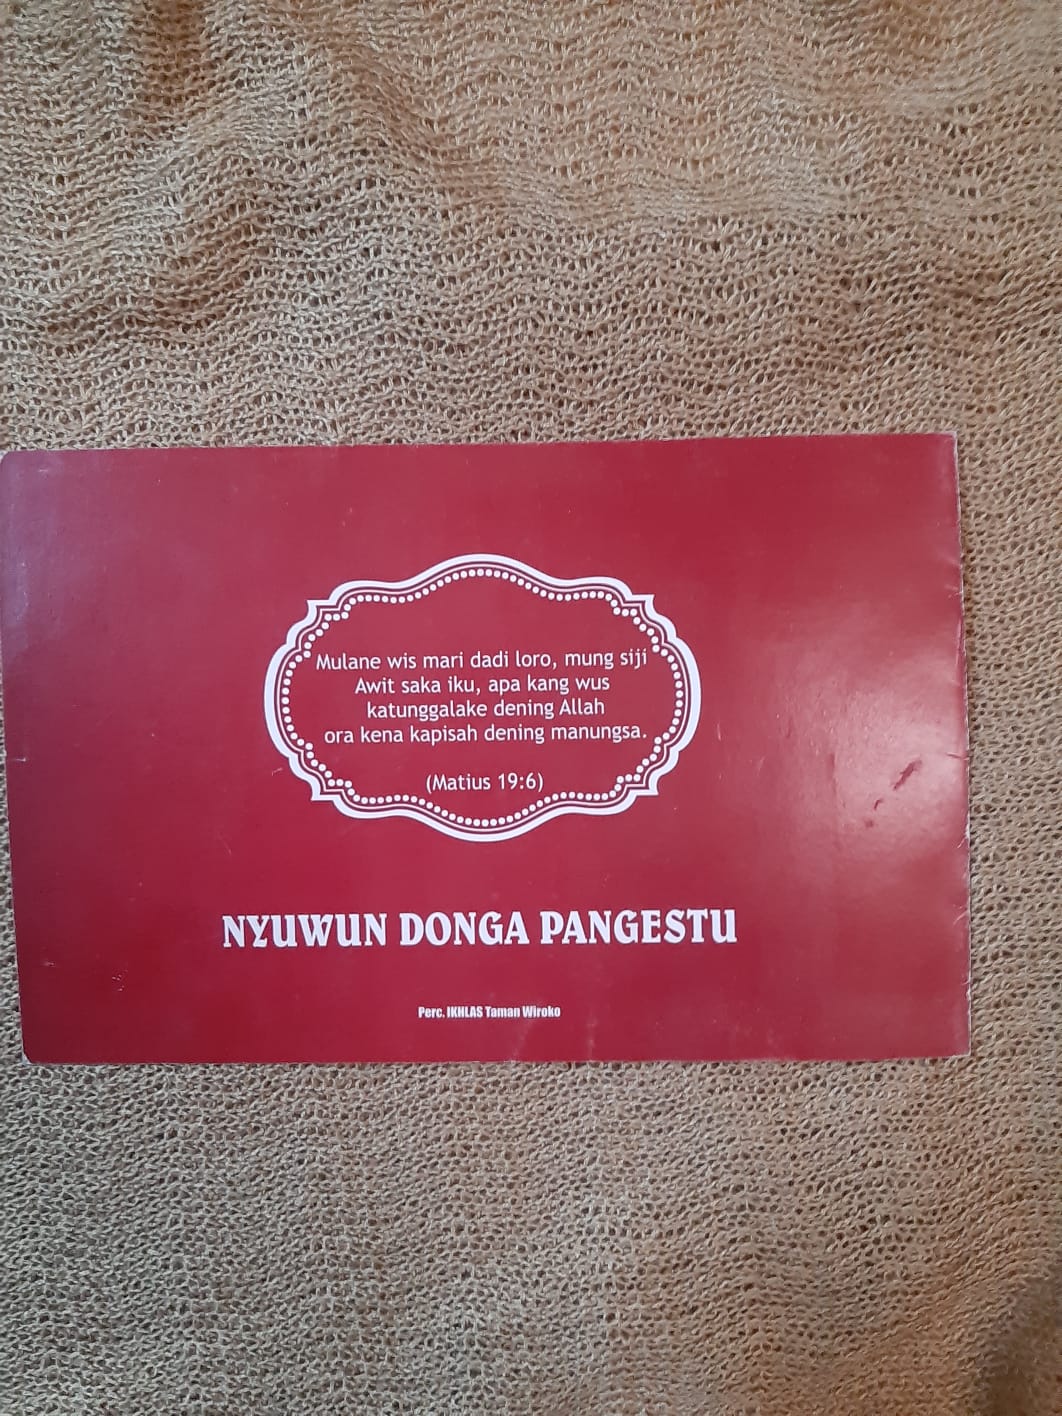 Mulane wis mari dadi loro, mung siji
Awit saka iku, apa kang wus
katunggalake dening Allah
ora kena kapisah dening manungsa.
(Matius 19:6)
NYUWUN DONGA PANGESTU
Perc. IKHLAS Taman Wiroko